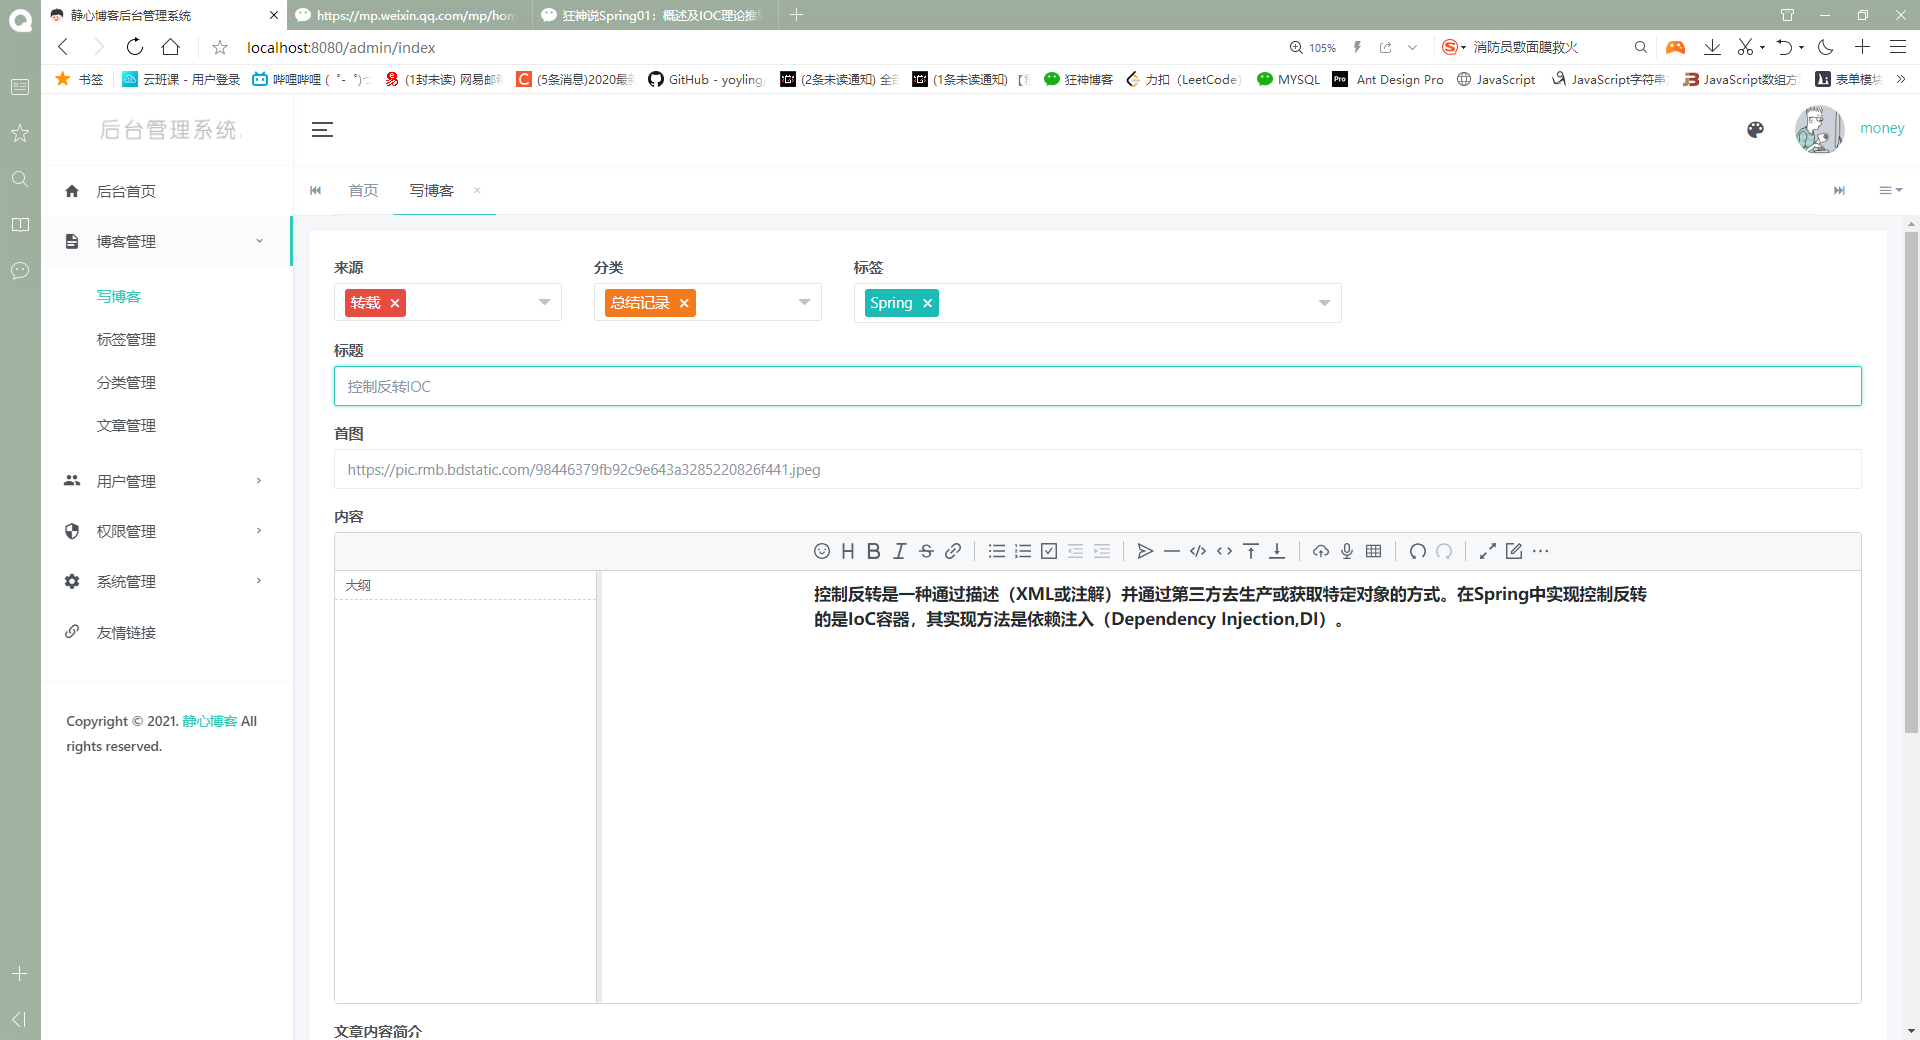 静心博客后台管理系统
https://mp.weixin.qq.com/mp/hom
狂神说Spring01：概述及IOC理论推
localhost:8080/admin/index
105%
消防员敷面膜救火
书签
云班课 - 用户登录
哔哩哔哩 ( ゜- ゜)つ
(1封未读) 网易邮
(5条消息)2020最新
GitHub - yoyling/
(2条未读通知) 全部
(1条未读通知)
狂神博客
力扣（LeetCode）
MYSQL
Pro
Ant Design Pro
JavaScript
JavaScript字符串
JavaScript数组方
表单模块
后台管理系统
money
后台首页
首页
写博客
博客管理
写博客
标签管理
分类管理
文章管理
用户管理
权限管理
系统管理
友情链接
Copyright © 2021. 静心博客 All
rights reserved.
来源
分类
标签
转载
总结记录
Spring
标题
控制反转IOC
首图
https://pic.rmb.bdstatic.com/98446379fb92c9e643a3285220826f441.jpeg
内容
大纲
控制反转是一种通过描述（XML或注解）并通过第三方去生产或获取特定对象的方式。在Spring中实现控制反转
的是IoC容器，其实现方法是依赖注入（Dependency Injection,DI）。
文章内容简介